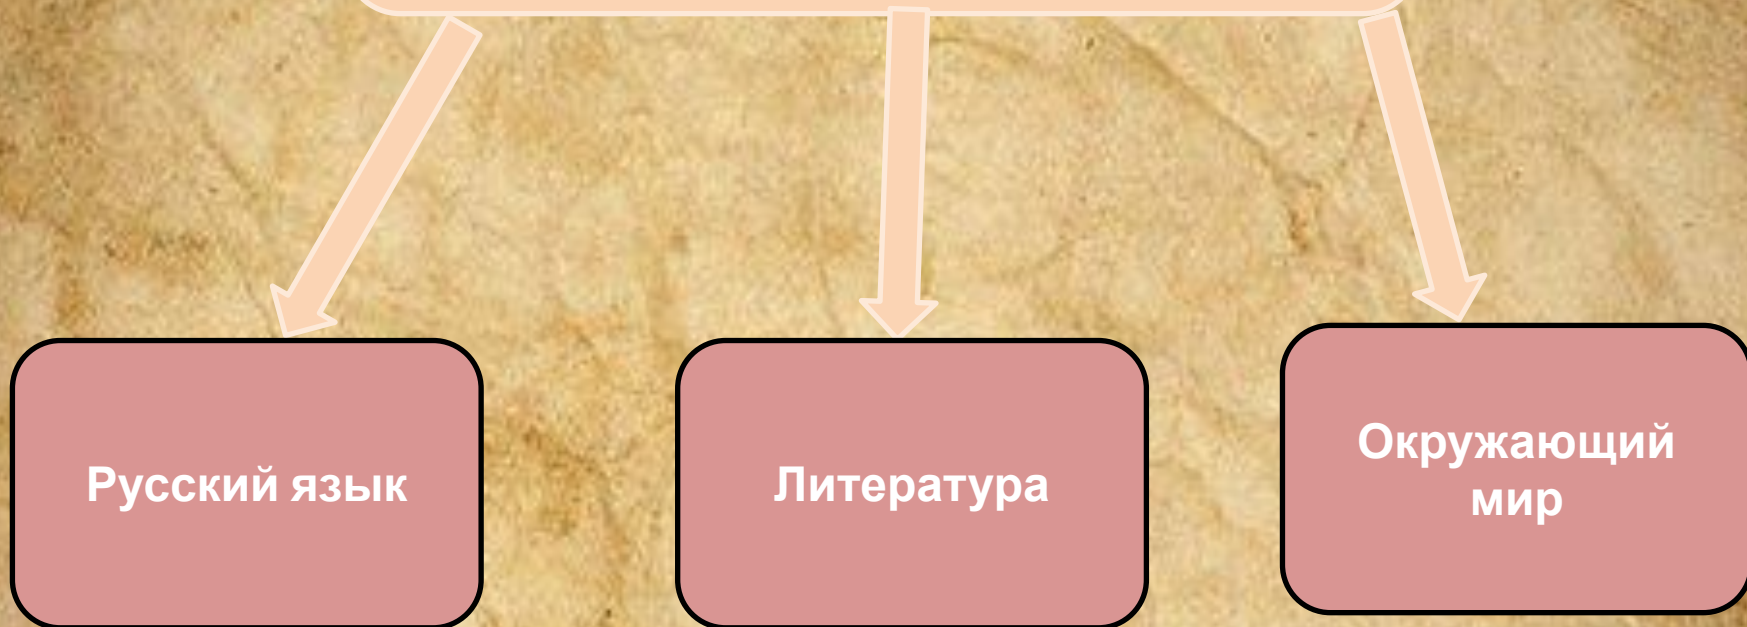 Русский язык
Литература
Окружающий
мир